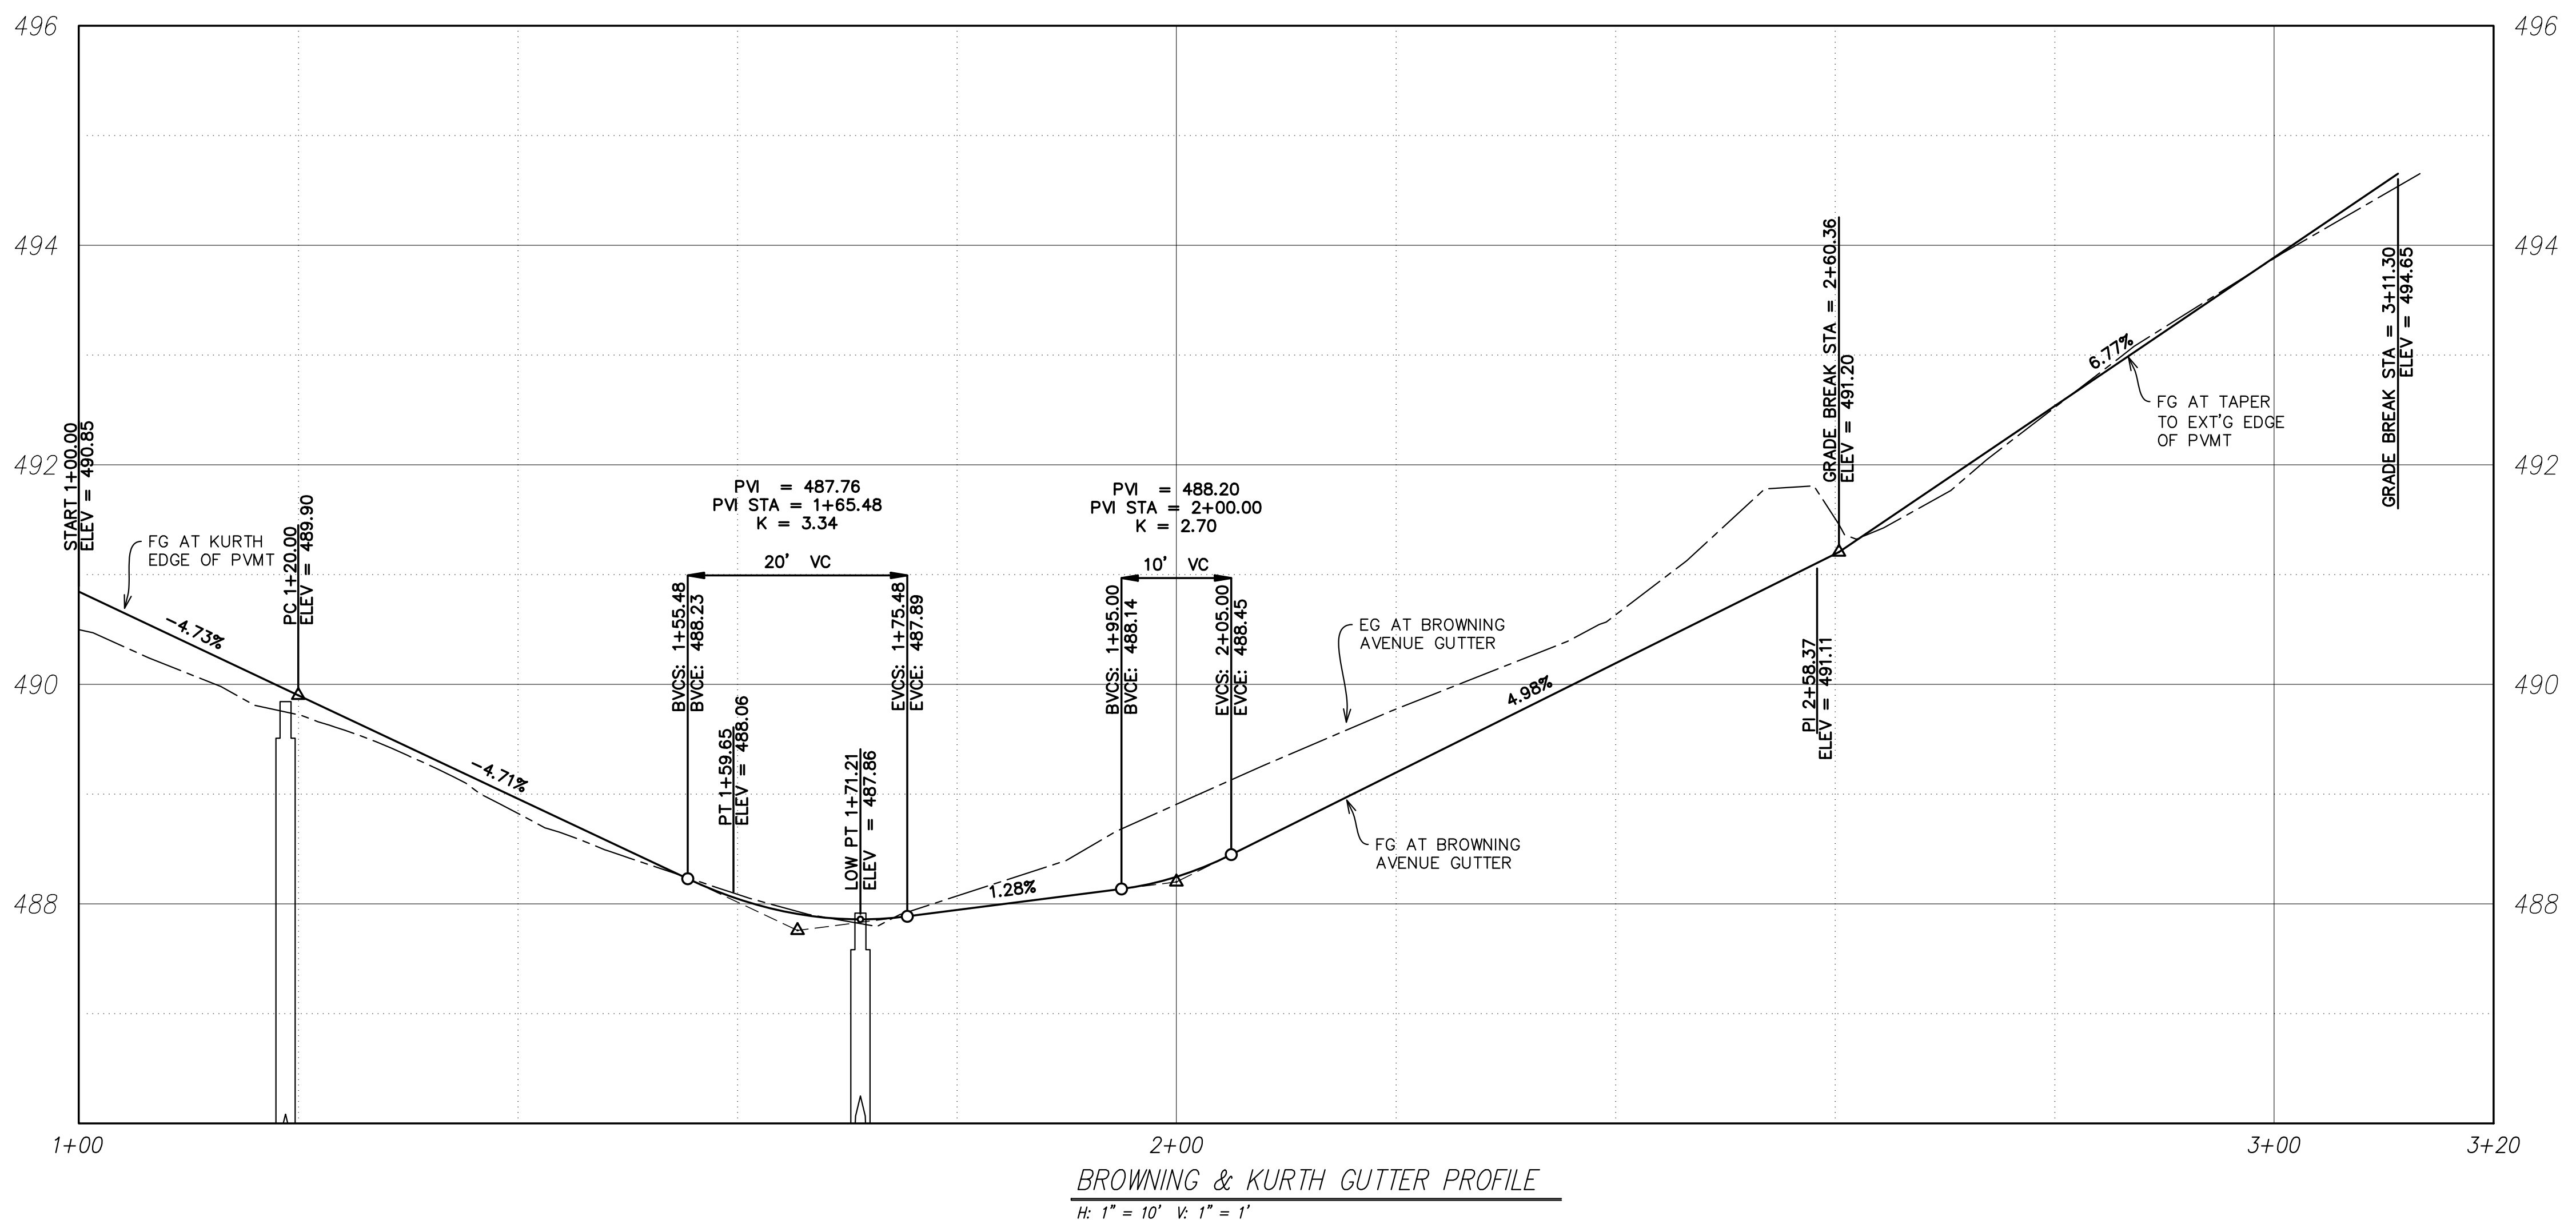 496
496
494
494
492
492
490
490
488
488
START 1+00.00
ELEV = 490.85
FG AT KURTH
EDGE OF PVMT
-4.73%
PC 1+20.00
ELEV = 489.90
-4.71%
PVI = 487.76
PVI STA = 1+65.48
K = 3.34
20' VC
BVCS: 1+55.48
BVCE: 488.23
PT 1+59.65
ELEV = 488.06
LOW PT 1+71.21
ELEV = 487.86
EVCS: 1+75.48
EVCE: 487.89
1.28%
PVI = 488.20
PVI STA = 2+00.00
K = 2.70
10' VC
BVCS: 1+95.00
BVCE: 488.14
EVCS: 2+05.00
EVCE: 488.45
EG AT BROWNING
AVENUE GUTTER
4.98%
FG AT BROWNING
AVENUE GUTTER
GRADE BREAK STA = 2+60.36
ELEV = 491.20
PI 2+58.37
ELEV = 491.11
6.77%
FG AT TAPER
TO EXT'G EDGE
OF PVMT
GRADE BREAK STA = 3+11.30
ELEV = 494.65
1+00
2+00
3+00
3+20
BROWNING & KURTH GUTTER PROFILE
H: 1" = 10' V: 1" = 1'